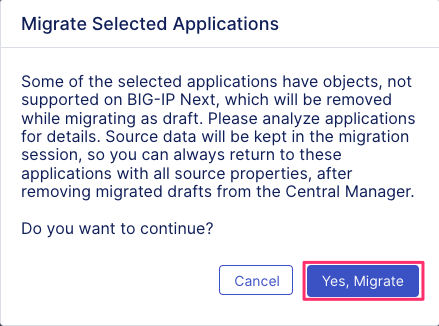 Migrate Selected Applications
Some of the selected applications have objects, not
supported on BIG-IP Next, which will be removed
while migrating as draft. Please analyze applications
for details. Source data will be kept in the migration
session, so you can always return to these
applications with all source properties, after
removing migrated drafts from the Central Manager.
Do you want to continue?
Cancel
Yes, Migrate